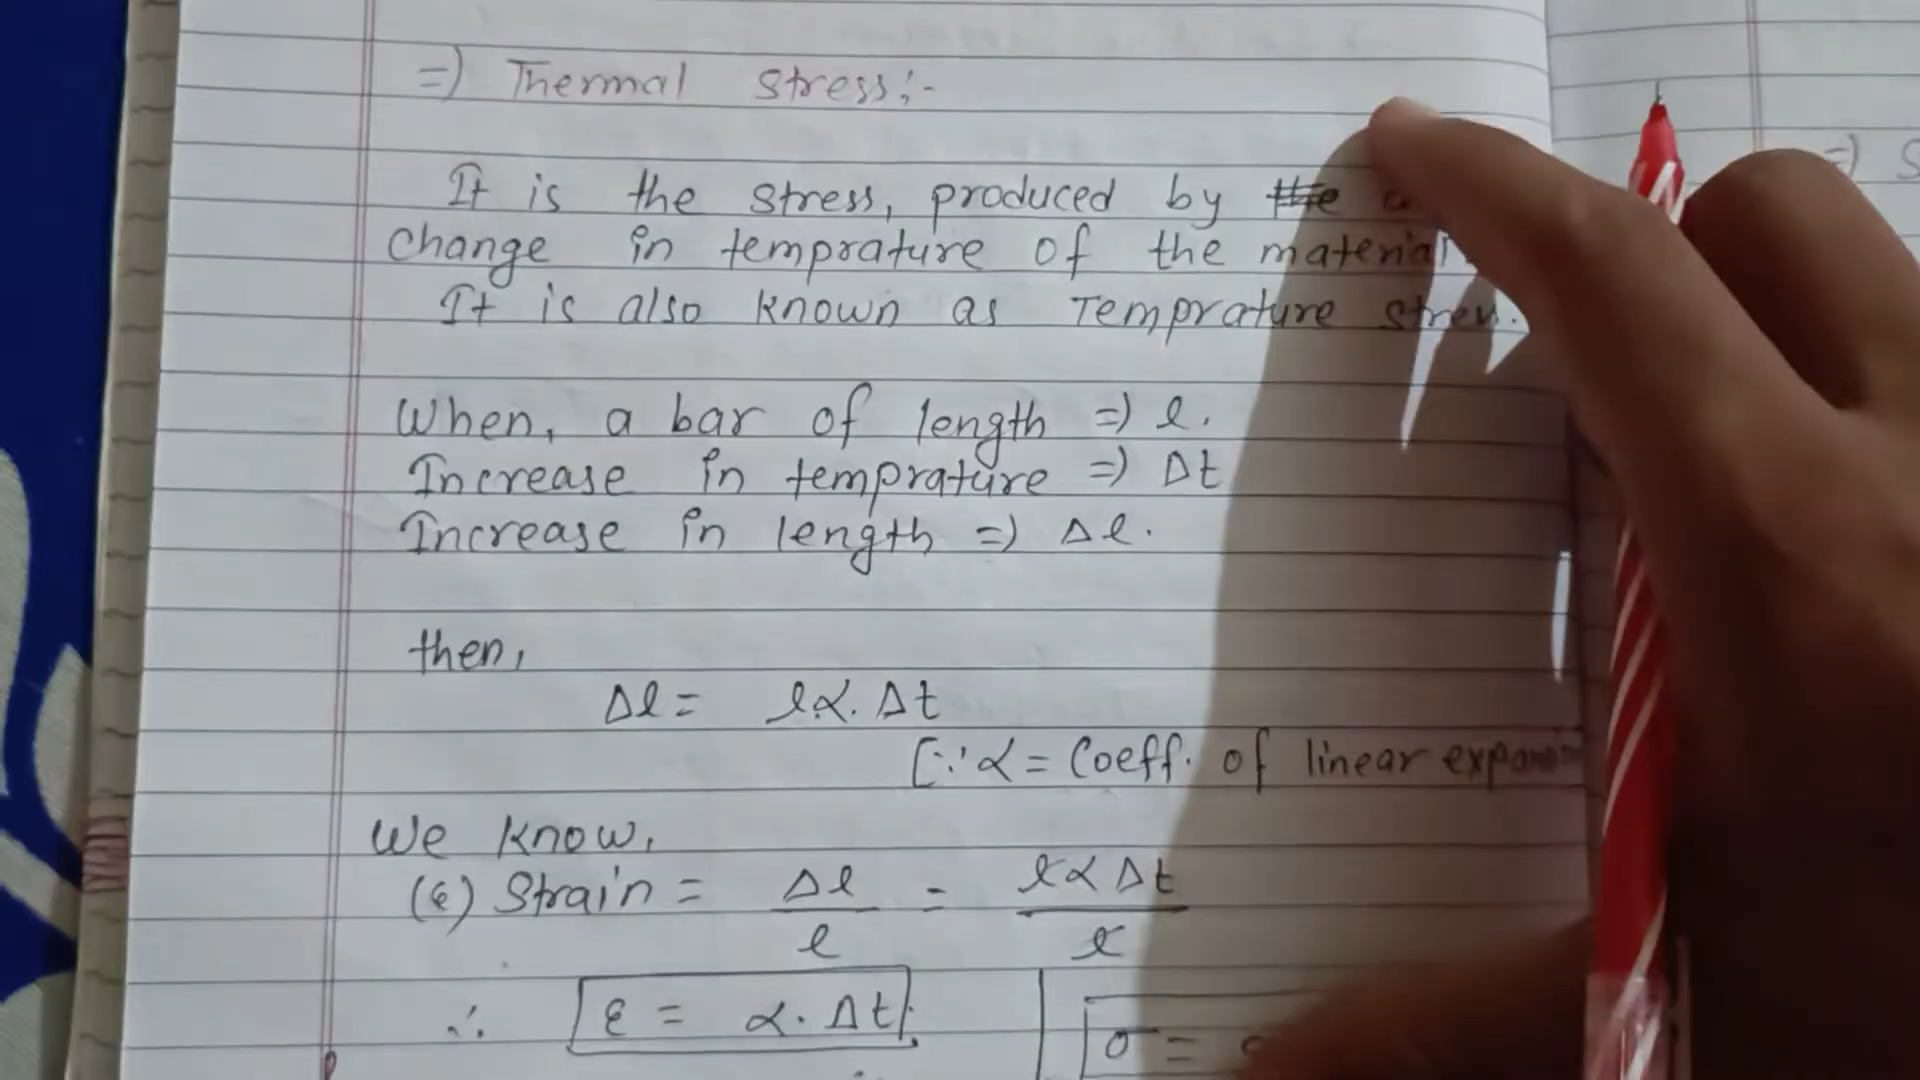 =) Thermal stress:-
It is the stress, produced by the
change in temprature of the material
It is also known as Temprature stress.
When, a bar of length =) l.
Increase in temprature =) Δt
Increase in length =) Δl.
then,
Δl = lα. Δt
[∵ α = Coeff. of linear expansion
We know,
(ε) Strain = Δl / l = lαΔt / l
∴ ε = α. Δt.
σ =
=) S